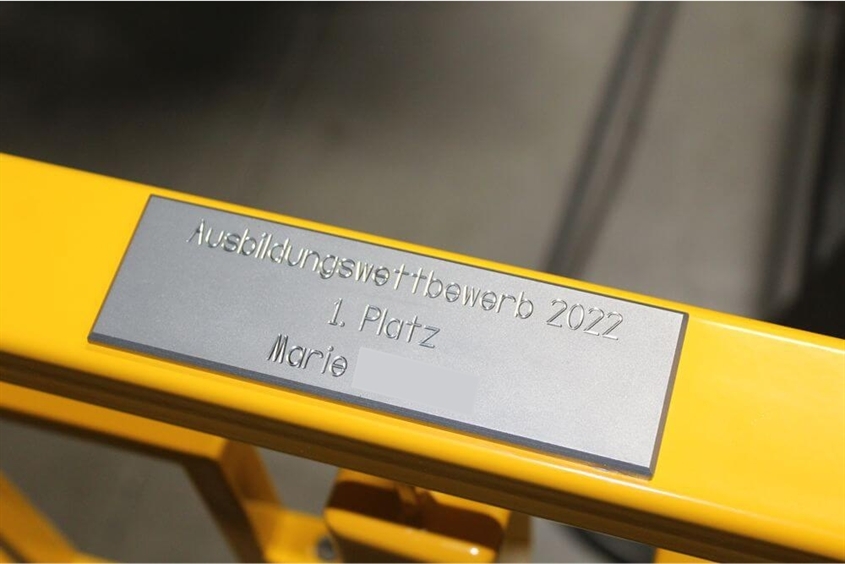 Ausbildungswettbewerb 2022
1. Platz
Marie